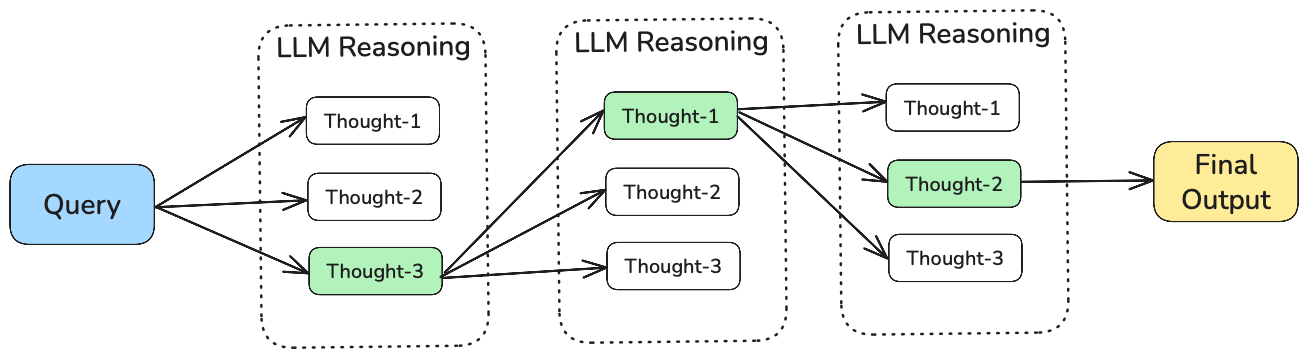 Query
LLM Reasoning
Thought-1
Thought-2
Thought-3
LLM Reasoning
Thought-1
Thought-2
Thought-3
LLM Reasoning
Thought-1
Thought-2
Thought-3
Final
Output